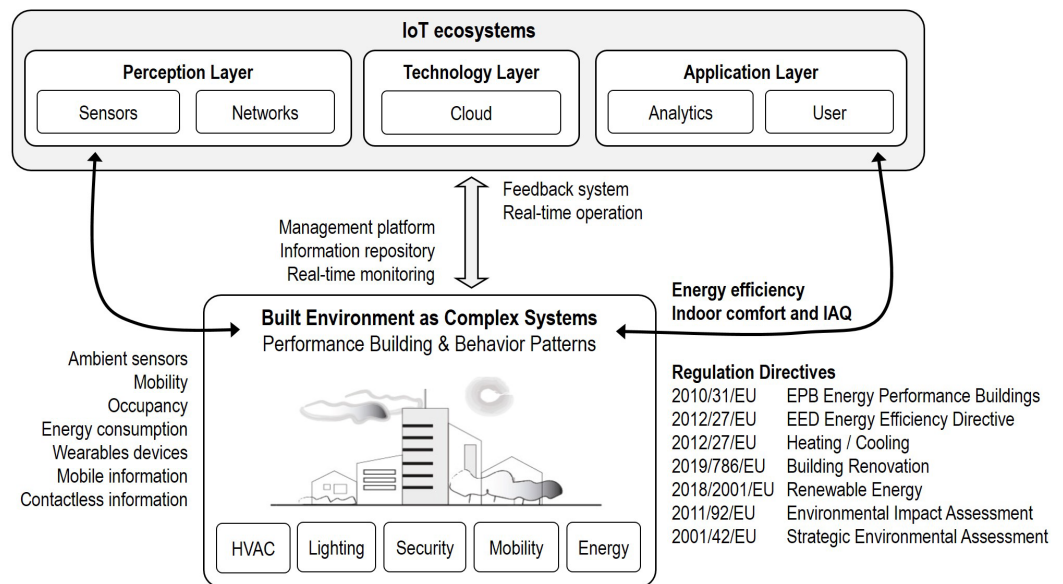 IoT ecosystems
Perception Layer
Sensors
Networks
Technology Layer
Cloud
Application Layer
Analytics
User
Feedback system
Real-time operation
Management platform
Information repository
Real-time monitoring
Energy efficiency
Indoor comfort and IAQ
Built Environment as Complex Systems
Performance Building & Behavior Patterns
Ambient sensors
Mobility
Occupancy
Energy consumption
Wearables devices
Mobile information
Contactless information
HVAC
Lighting
Security
Mobility
Energy
Regulation Directives
2010/31/EU EPB Energy Performance Buildings
2012/27/EU EED Energy Efficiency Directive
2012/27/EU Heating / Cooling
2019/786/EU Building Renovation
2018/2001/EU Renewable Energy
2011/92/EU Environmental Impact Assessment
2001/42/EU Strategic Environmental Assessment